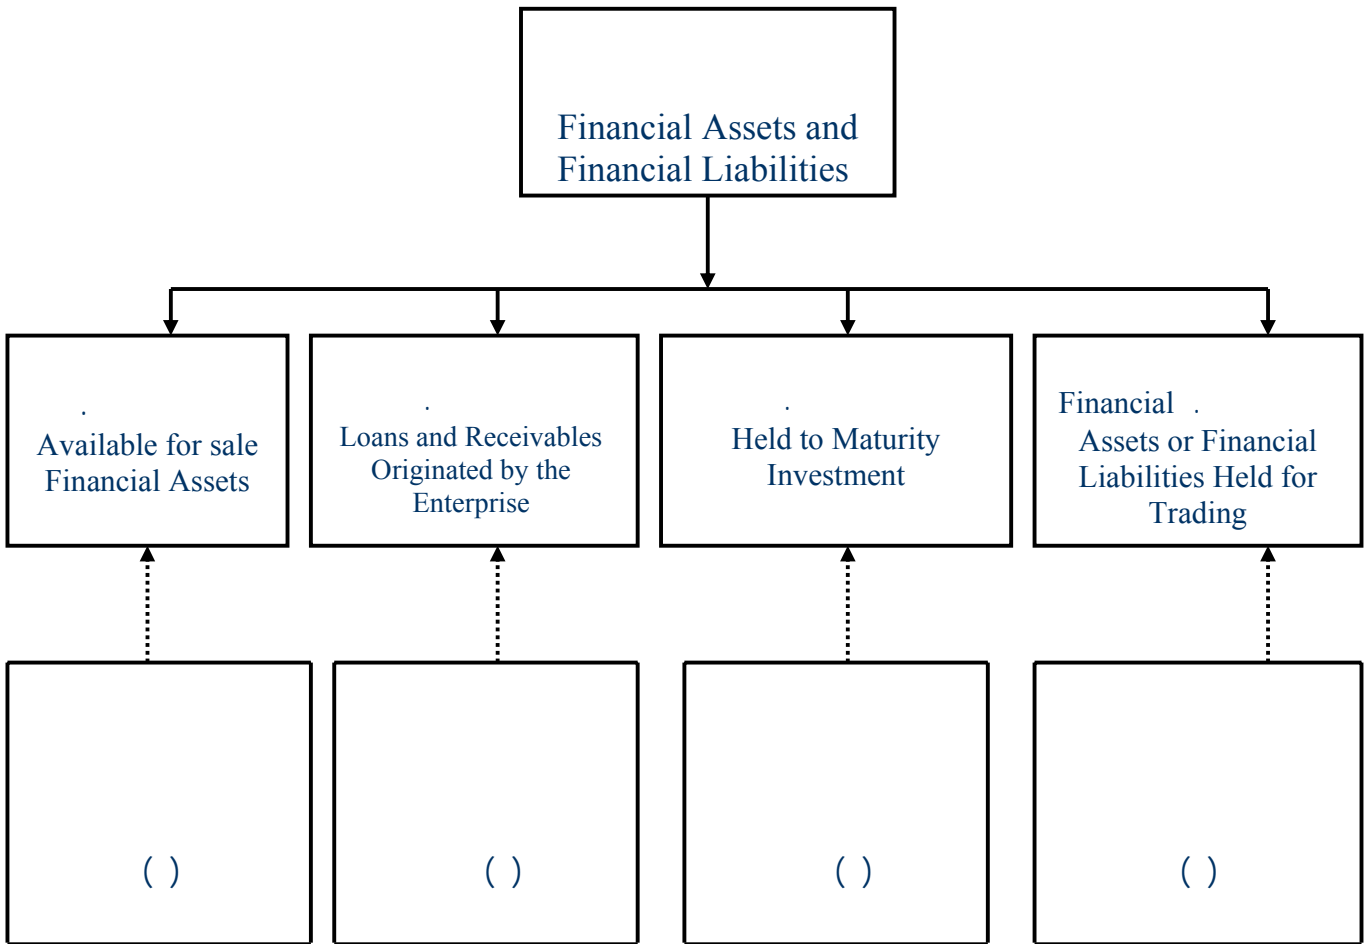 Financial Assets and
Financial Liabilities
.
Available for sale
Financial Assets
.
Loans and Receivables
Originated by the
Enterprise
.
Held to Maturity
Investment
Financial .
Assets or Financial
Liabilities Held for
Trading
( )
( )
( )
( )